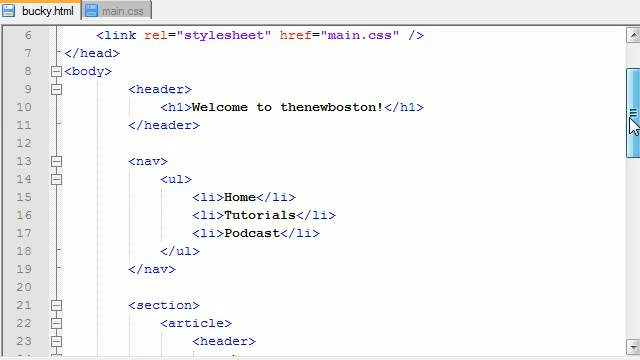 bucky.html main.css
6 <link rel="stylesheet" href="main.css" />
7 </head>
8 <body>
9 <header>
10 <h1>Welcome to thenewboston!</h1>
11 </header>
12
13 <nav>
14 <ul>
15 <li>Home</li>
16 <li>Tutorials</li>
17 <li>Podcast</li>
18 </ul>
19 </nav>
20
21 <section>
22 <article>
23 <header>